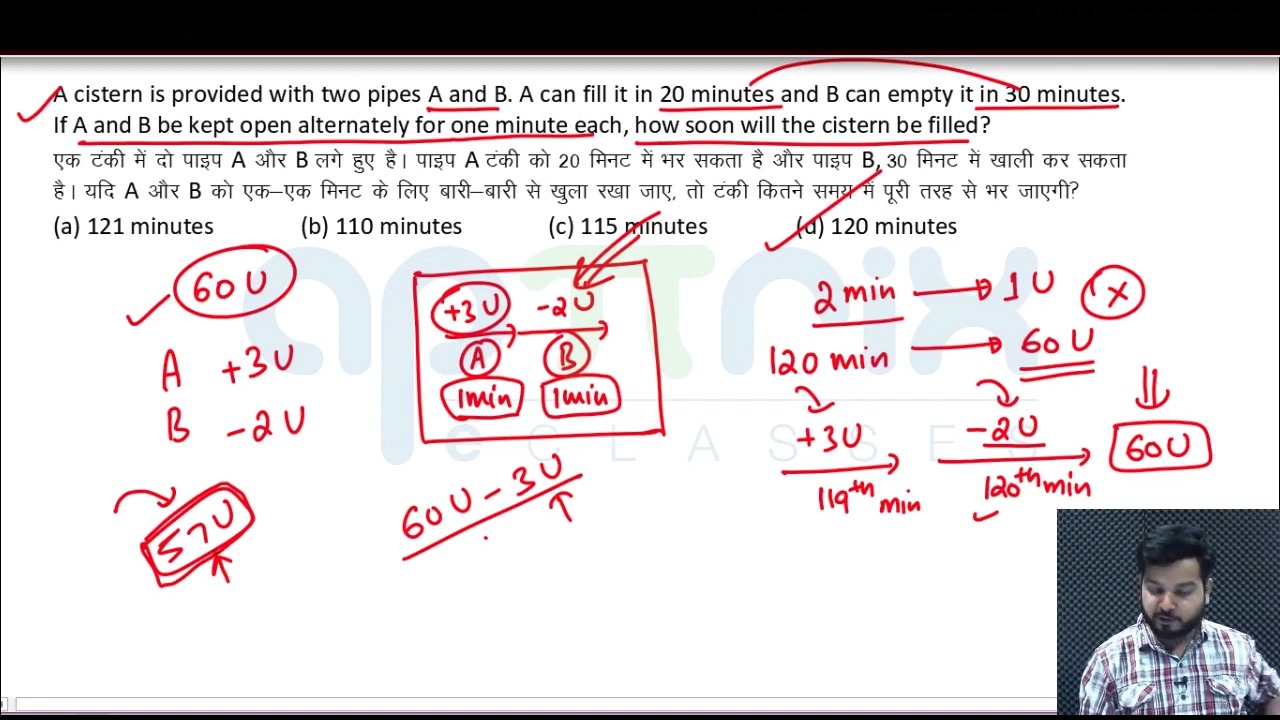 A cistern is provided with two pipes A and B. A can fill it in 20 minutes and B can empty it in 30 minutes.
If A and B be kept open alternately for one minute each, how soon will the cistern be filled?
एक टंकी में दो पाइप A और B लगे हुए है। पाइप A टंकी को 20 मिनट में भर सकता है और पाइप B, 30 मिनट में खाली कर सकता
है। यदि A और B को एक–एक मिनट के लिए बारी–बारी से खुला रखा जाए, तो टंकी कितने समय में पूरी तरह से भर जाएगी?
(a) 121 minutes (b) 110 minutes (c) 115 minutes (d) 120 minutes
60U
A +3U
B -2U
57U
+3U -2U
A B
1min 1min
60U - 3U
2 min → 1U
x
120 min → 60U
+3U -2U
60U
119th min 120th min
apπnix
eCLASSES